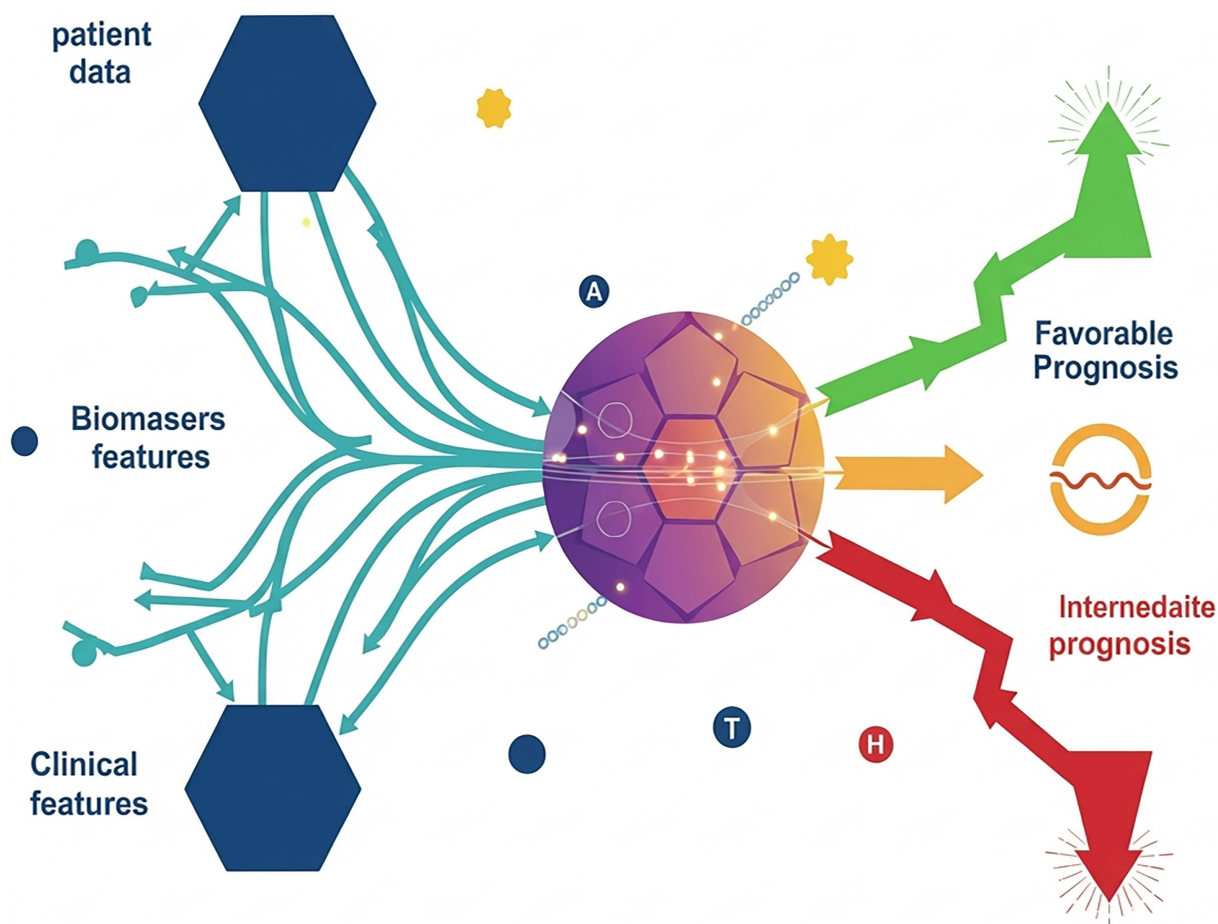 patient
data
A
Favorable
Prognosis
Biomasers
features
Internedaite
prognosis
T
H
Clinical
features